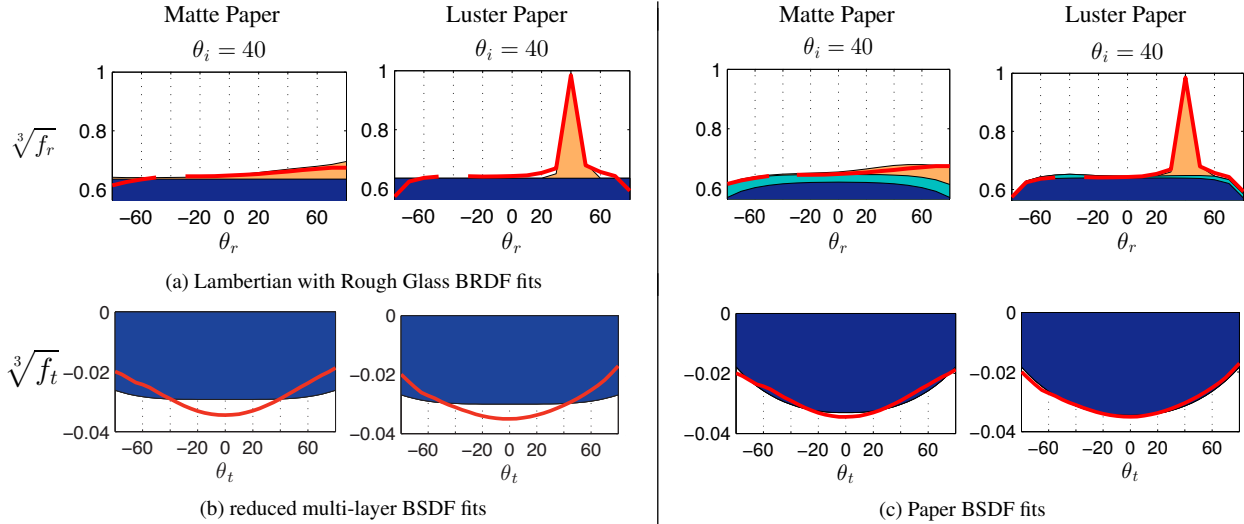 Matte Paper Luster Paper Matte Paper Luster Paper
θi = 40 θi = 40 θi = 40 θi = 40
∛fr
1 1 1 1
0.8 0.8 0.8 0.8
0.6 0.6 0.6 0.6
−60 −20 0 20 60 −60 −20 0 20 60 −60 −20 0 20 60 −60 −20 0 20 60
θr θr θr θr
(a) Lambertian with Rough Glass BRDF fits
∛ft
0 0 0 0
−0.02 −0.02 −0.02 −0.02
−0.04 −0.04 −0.04 −0.04
−60 −20 0 20 60 −60 −20 0 20 60 −60 −20 0 20 60 −60 −20 0 20 60
θt θt θt θt
(b) reduced multi-layer BSDF fits (c) Paper BSDF fits